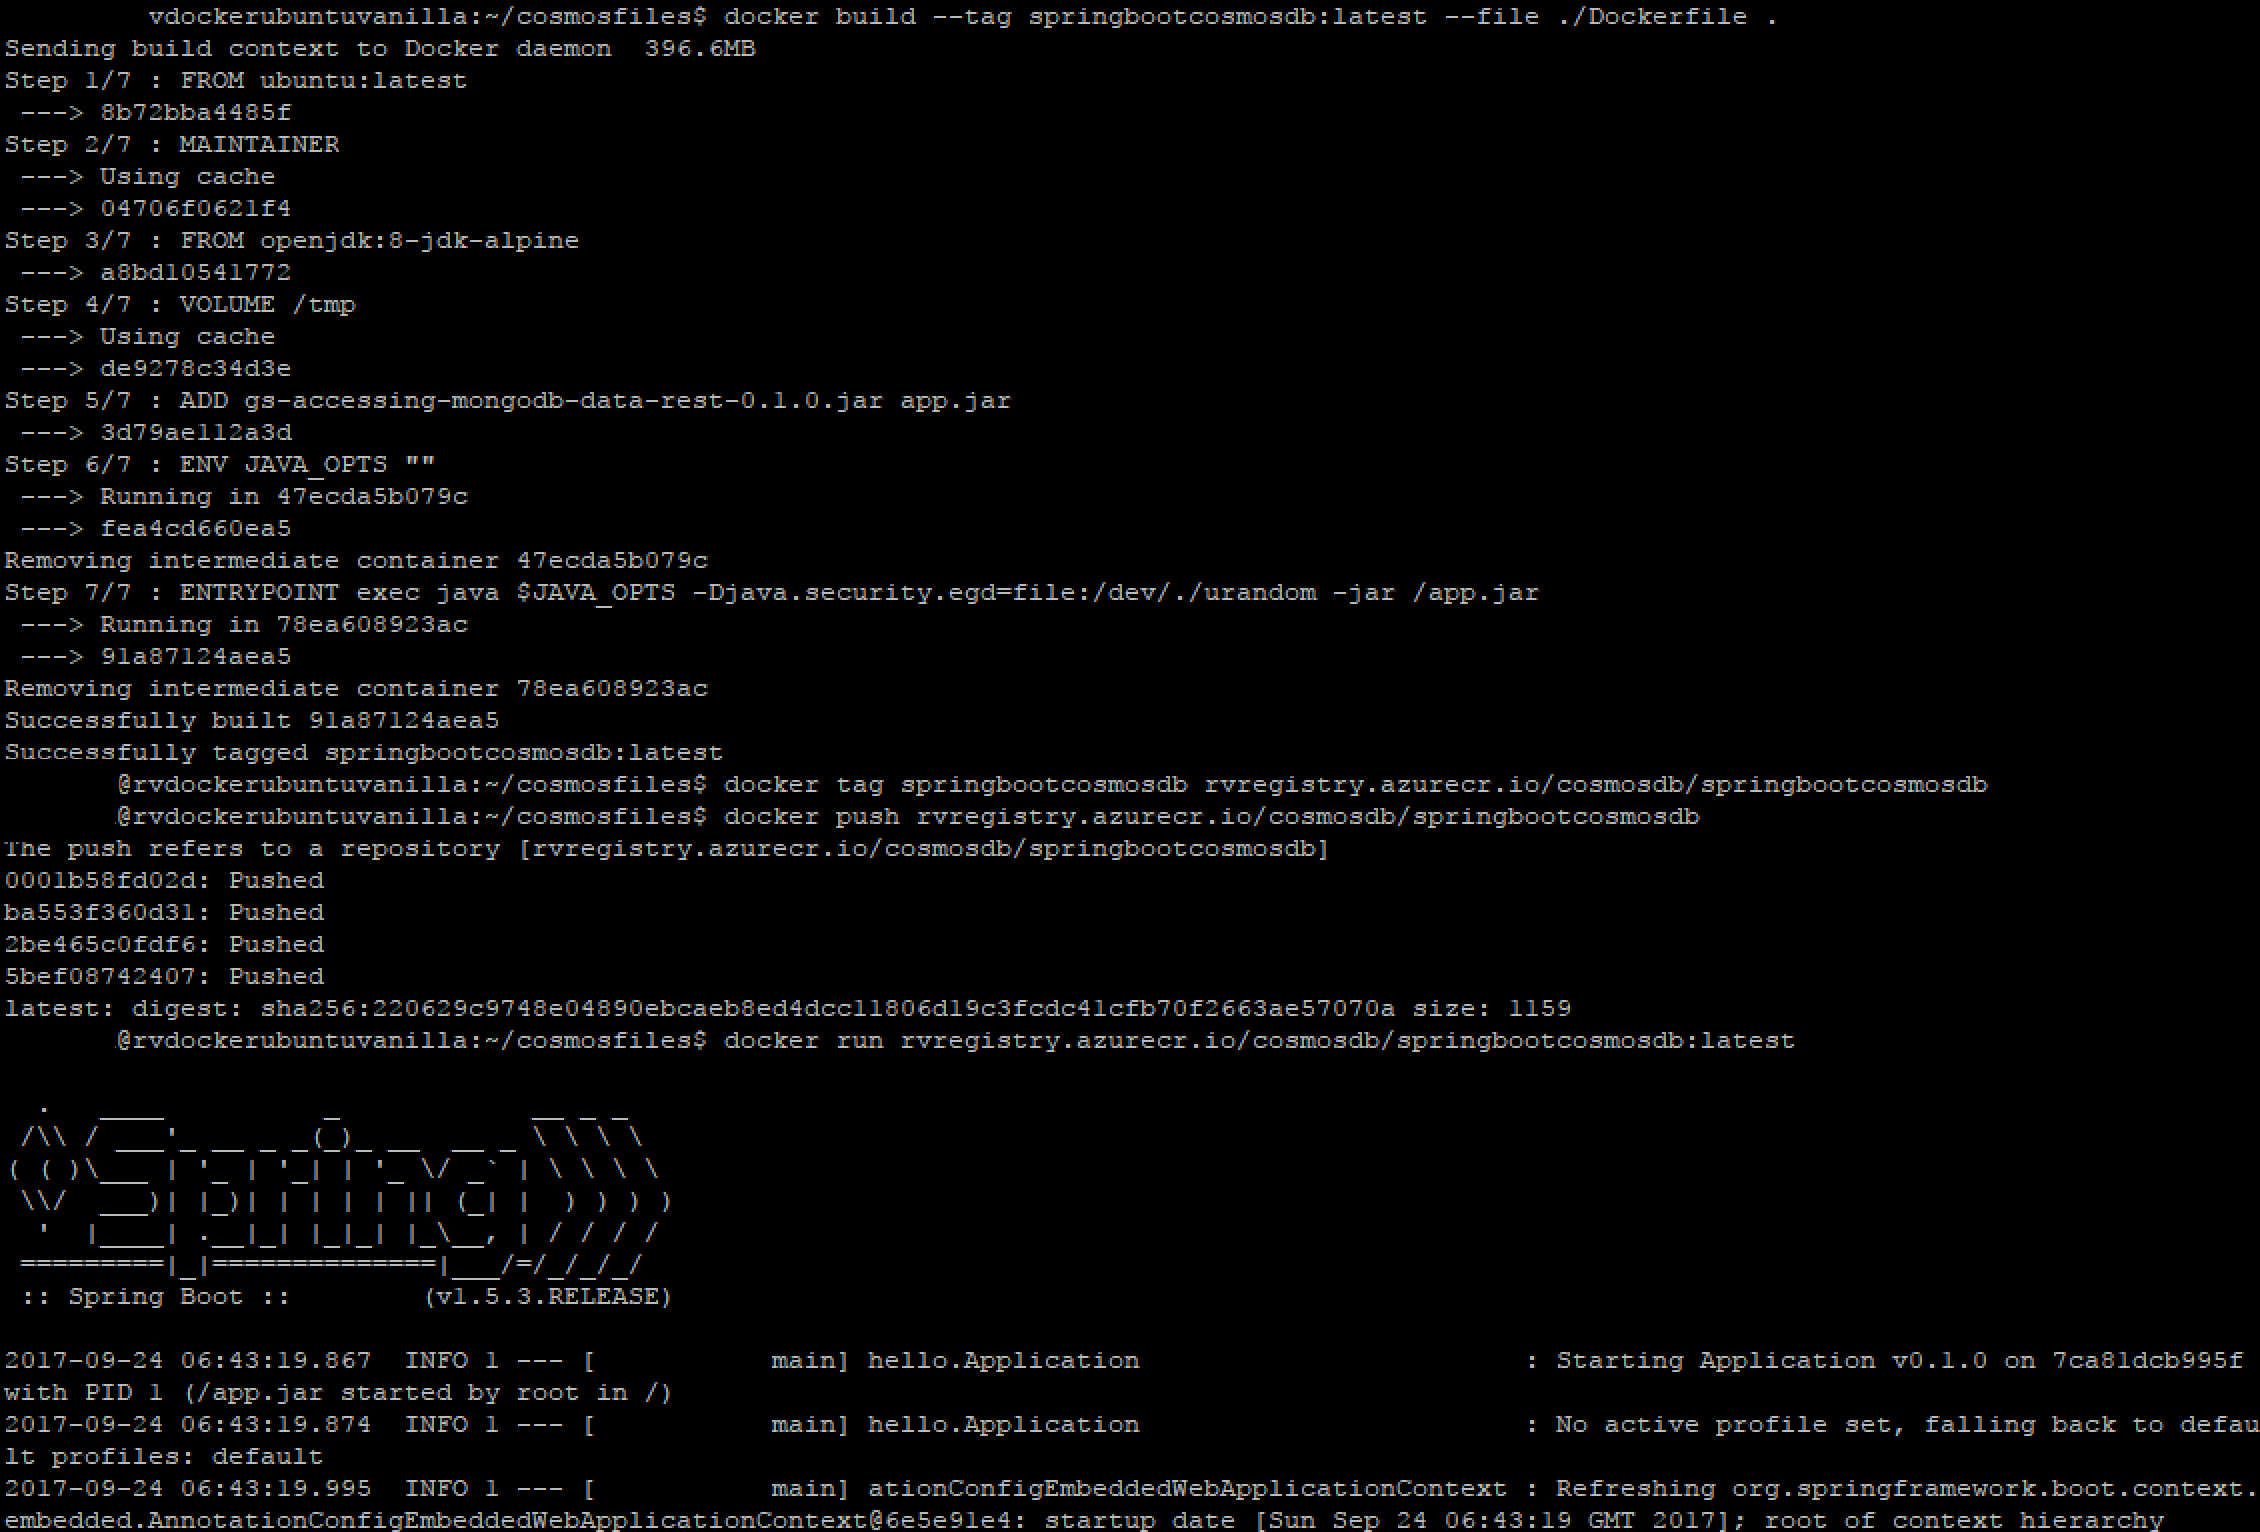 vdockerubuntuvanilla:~/cosmosfiles$ docker build --tag springbootcosmosdb:latest --file ./Dockerfile .
Sending build context to Docker daemon  396.6MB
Step 1/7 : FROM ubuntu:latest
 ---> 8b72bba4485f
Step 2/7 : MAINTAINER
 ---> Using cache
 ---> 04706f0621f4
Step 3/7 : FROM openjdk:8-jdk-alpine
 ---> a8bd10541772
Step 4/7 : VOLUME /tmp
 ---> Using cache
 ---> de9278c34d3e
Step 5/7 : ADD gs-accessing-mongodb-data-rest-0.1.0.jar app.jar
 ---> 3d79ae112a3d
Step 6/7 : ENV JAVA_OPTS ""
 ---> Running in 47ecda5b079c
 ---> fea4cd660ea5
Removing intermediate container 47ecda5b079c
Step 7/7 : ENTRYPOINT exec java $JAVA_OPTS -Djava.security.egd=file:/dev/./urandom -jar /app.jar
 ---> Running in 78ea608923ac
 ---> 91a87124aea5
Removing intermediate container 78ea608923ac
Successfully built 91a87124aea5
Successfully tagged springbootcosmosdb:latest
@rvdockerubuntuvanilla:~/cosmosfiles$ docker tag springbootcosmosdb rvregistry.azurecr.io/cosmosdb/springbootcosmosdb
@rvdockerubuntuvanilla:~/cosmosfiles$ docker push rvregistry.azurecr.io/cosmosdb/springbootcosmosdb
The push refers to a repository [rvregistry.azurecr.io/cosmosdb/springbootcosmosdb]
0001b58fd02d: Pushed
ba553f360d31: Pushed
2be465c0fdf6: Pushed
5bef08742407: Pushed
latest: digest: sha256:220629c9748e04890ebcaeb8ed4dcc11806d19c3fcdc41cfb70f2663ae57070a size: 1159
@rvdockerubuntuvanilla:~/cosmosfiles$ docker run rvregistry.azurecr.io/cosmosdb/springbootcosmosdb:latest
  .   ____          _            __ _ _
 /\\ / ___'_ __ _ _(_)_ __  __ _ \ \ \ \
( ( )\___ | '_ | '_| | '_ \/ _` | \ \ \ \
 \\/  ___)| |_)| | | | | || (_| |  ) ) ) )
  '  |____| .__|_| |_|_| |_\__, | / / / /
 =========|_|==============|___/=/_/_/_/
 :: Spring Boot ::        (v1.5.3.RELEASE)
2017-09-24 06:43:19.867  INFO 1 --- [           main] hello.Application                        : Starting Application v0.1.0 on 7ca81dcb995f
with PID 1 (/app.jar started by root in /)
2017-09-24 06:43:19.874  INFO 1 --- [           main] hello.Application                        : No active profile set, falling back to defau
lt profiles: default
2017-09-24 06:43:19.995  INFO 1 --- [           main] ationConfigEmbeddedWebApplicationContext : Refreshing org.springframework.boot.context.
embedded.AnnotationConfigEmbeddedWebApplicationContext@6e5e91e4: startup date [Sun Sep 24 06:43:19 GMT 2017]; root of context hierarchy